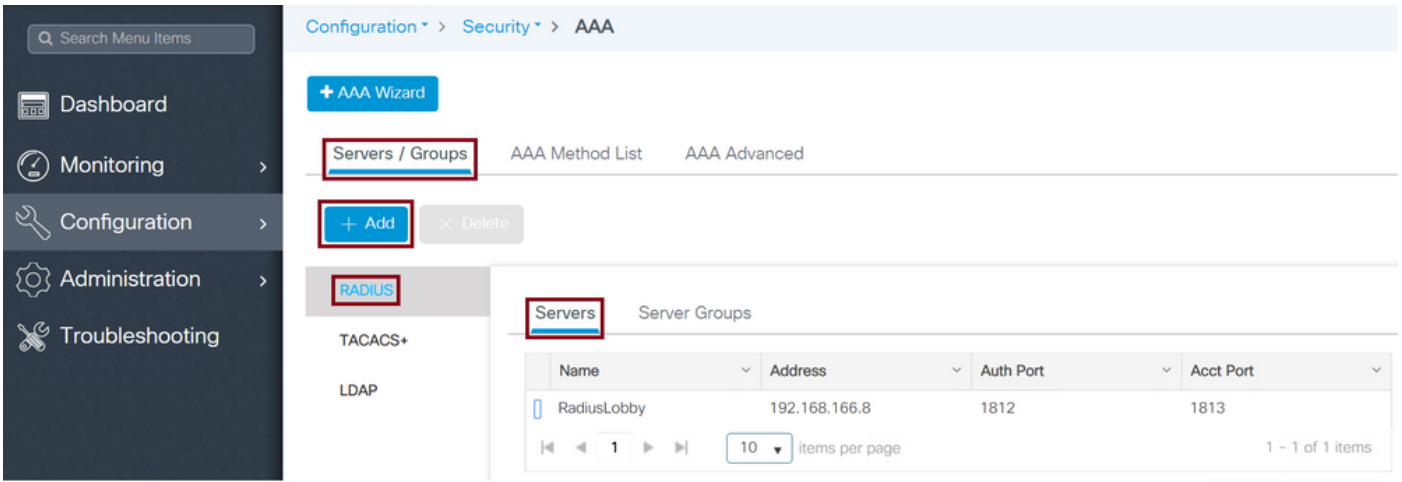 Search Menu Items
Dashboard
Monitoring
Configuration
Administration
Troubleshooting
Configuration > Security > AAA
+ AAA Wizard
Servers / Groups AAA Method List AAA Advanced
+ Add × Delete
RADIUS
TACACS+
LDAP
Servers Server Groups
Name Address Auth Port Acct Port
RadiusLobby 192.168.166.8 1812 1813
1 10 items per page 1 - 1 of 1 items